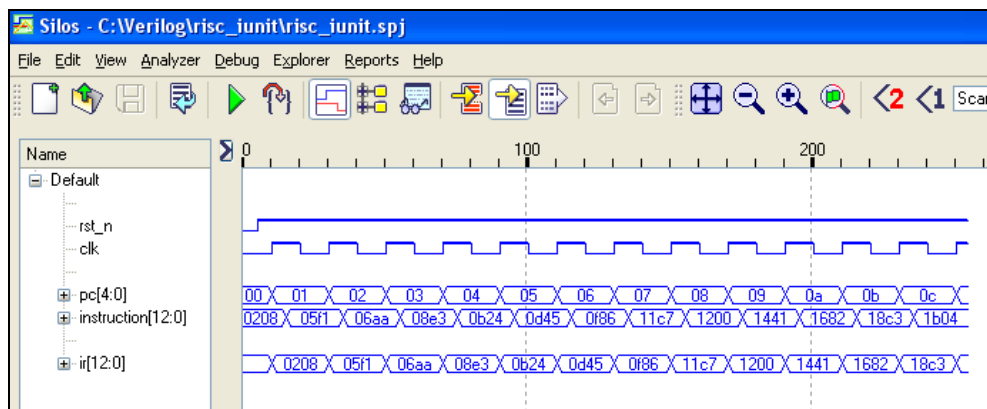 Silos - C:\Verilog\risc_iunit\risc_iunit.spj
File Edit View Analyzer Debug Explorer Reports Help
2 1 Scar
Name 0 100 200
Default
rst_n
clk
pc[4:0] 00 01 02 03 04 05 06 07 08 09 0a 0b 0c
instruction[12:0] 0208 05f1 06aa 08e3 0b24 0d45 0f86 11c7 1200 1441 1682 18c3 1b04
ir[12:0] 0208 05f1 06aa 08e3 0b24 0d45 0f86 11c7 1200 1441 1682 18c3